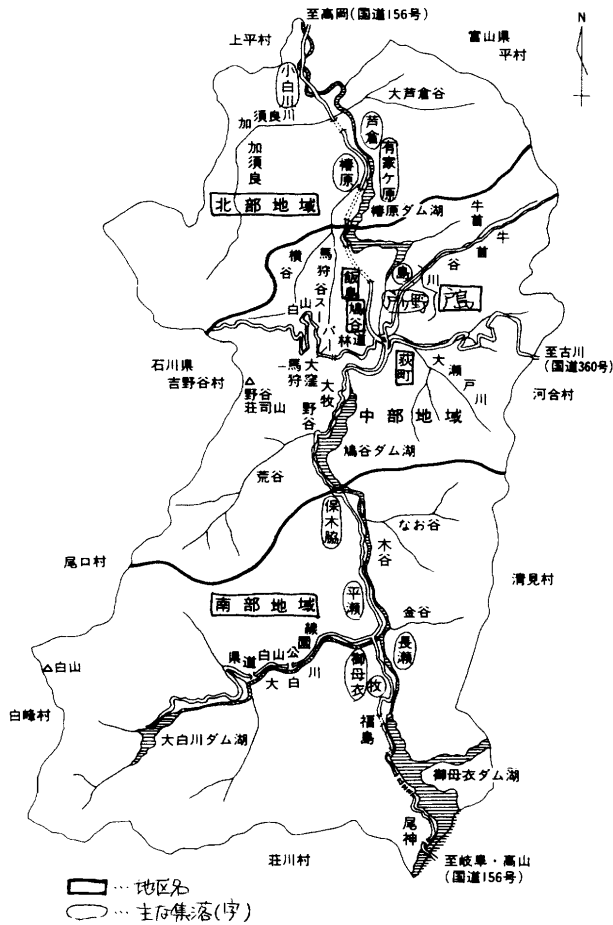 至高岡(国道156号)
N
上平村
富山県
平村
小白川
大芦倉谷
加須良川
芦倉
加須良
有家ケ原
椿原
北部地域
椿原ダム湖
牛首
牛首
谷
川
横谷
馬狩谷
飯島
島
戸ヶ野
鳩谷
白山スーパー林道
石川県
吉野谷村
至古川
(国道360号)
荻町
大瀬戸川
大窪
馬狩
大牧
野谷
荘司山
野谷
河合村
中部地域
鳩谷ダム湖
荒谷
保木脇
なお谷
木谷
尾口村
清見村
平瀬
南部地域
金谷
県道白山公園線
長瀬
白山
大白川
御母衣
牧
白峰村
福島
大白川ダム湖
御母衣ダム湖
尾神
荘川村
至岐阜・高山
(国道156号)
…地区名
…主な集落(字)